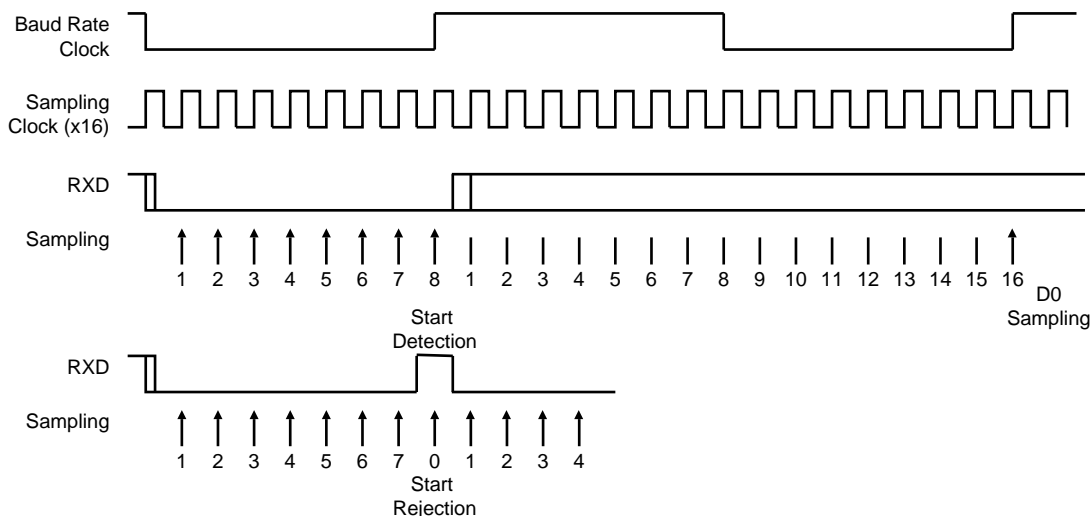 Baud Rate
Clock
Sampling
Clock (x16)
RXD
Sampling
1 2 3 4 5 6 7 8 1 2 3 4 5 6 7 8 9 10 11 12 13 14 15 16
D0
Sampling
Start
Detection
RXD
Sampling
1 2 3 4 5 6 7 0 1 2 3 4
Start
Rejection